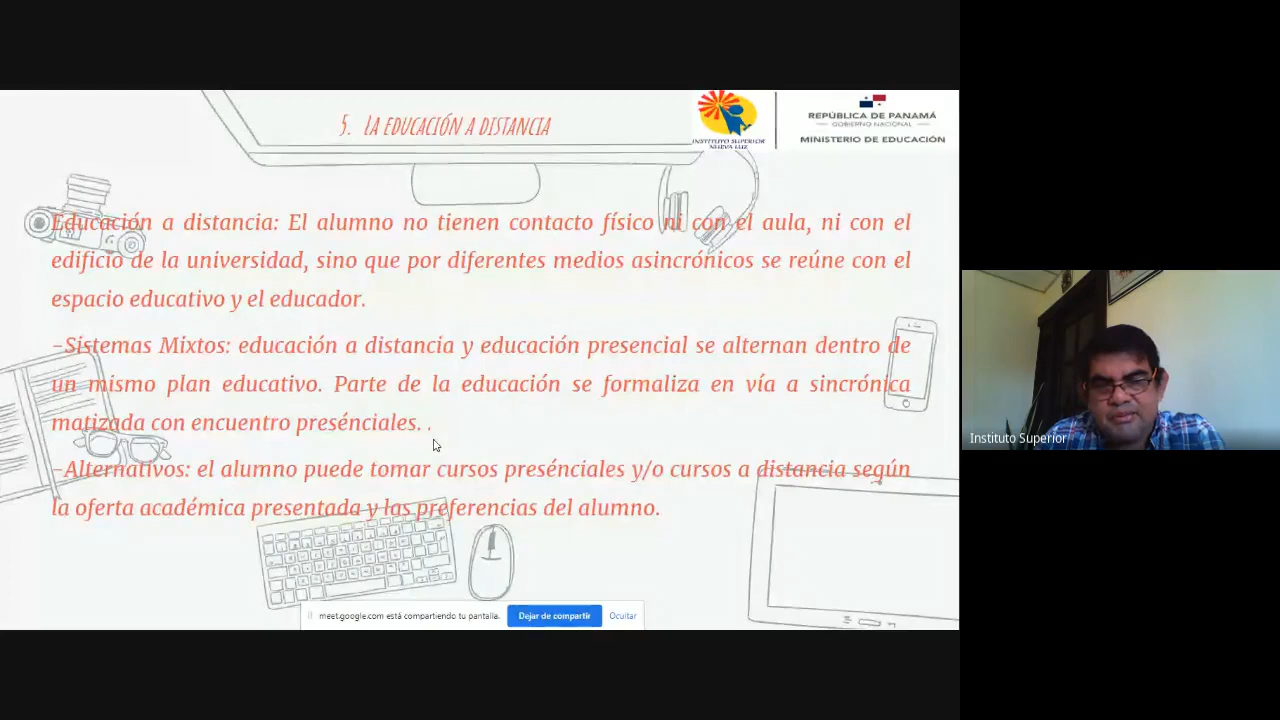 5. La educación a distancia
INSTITUTO SUPERIOR
NUEVA LUZ
REPÚBLICA DE PANAMÁ
GOBIERNO NACIONAL
MINISTERIO DE EDUCACIÓN
Educación a distancia: El alumno no tienen contacto físico ni con el aula, ni con el
edificio de la universidad, sino que por diferentes medios asincrónicos se reúne con el
espacio educativo y el educador.
-Sistemas Mixtos: educación a distancia y educación presencial se alternan dentro de
un mismo plan educativo. Parte de la educación se formaliza en vía a sincrónica
matizada con encuentro presénciales. .
-Alternativos: el alumno puede tomar cursos presénciales y/o cursos a distancia según
la oferta académica presentada y las preferencias del alumno.
meet.google.com está compartiendo tu pantalla. Dejar de compartir Ocultar
Instituto Superior